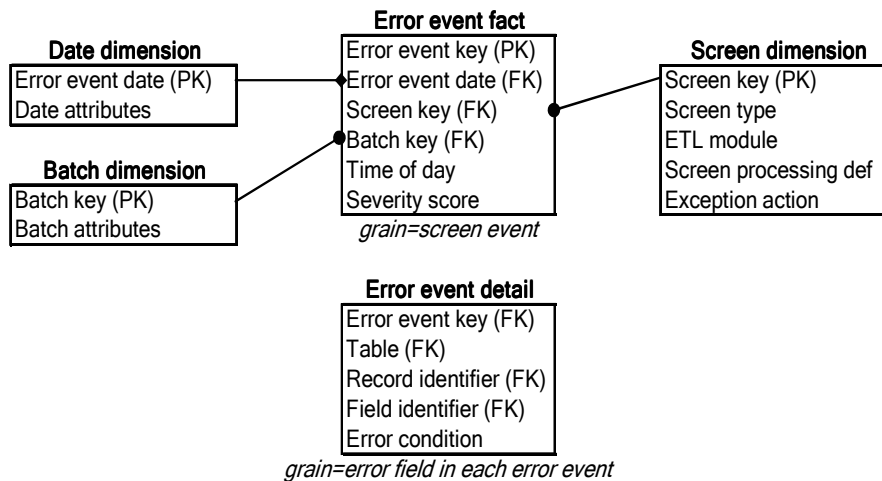 Error event fact
Error event key (PK)
Error event date (FK)
Screen key (FK)
Batch key (FK)
Time of day
Severity score
grain=screen event
Date dimension
Error event date (PK)
Date attributes
Batch dimension
Batch key (PK)
Batch attributes
Screen dimension
Screen key (PK)
Screen type
ETL module
Screen processing def
Exception action
Error event detail
Error event key (FK)
Table (FK)
Record identifier (FK)
Field identifier (FK)
Error condition
grain=error field in each error event